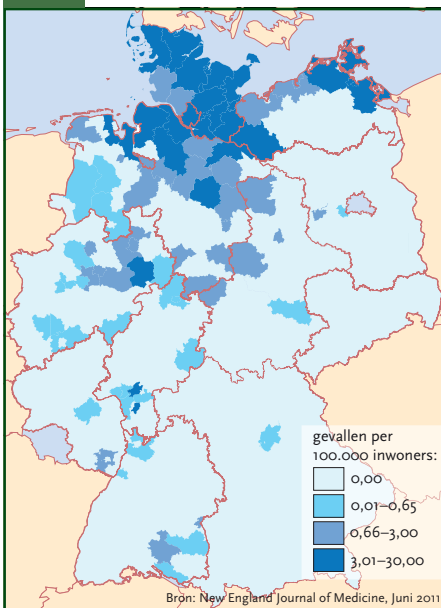 gevallen per
100.000 inwoners:
0,00
0,01–0,65
0,66–3,00
3,01–30,00
Bron: New England Journal of Medicine, Juni 2011